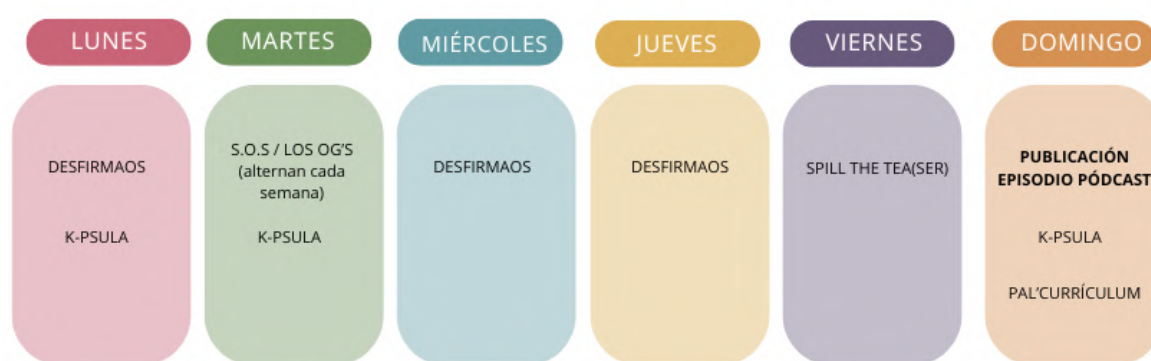 LUNES
MARTES
MIÉRCOLES
JUEVES
VIERNES
DOMINGO
DESFIRMAOS
K-PSULA
S.O.S / LOS OG'S
(alternan cada
semana)
K-PSULA
DESFIRMAOS
DESFIRMAOS
SPILL THE TEA(SER)
PUBLICACIÓN
EPISODIO PÓDCAST
K-PSULA
PAL'CURRÍCULUM